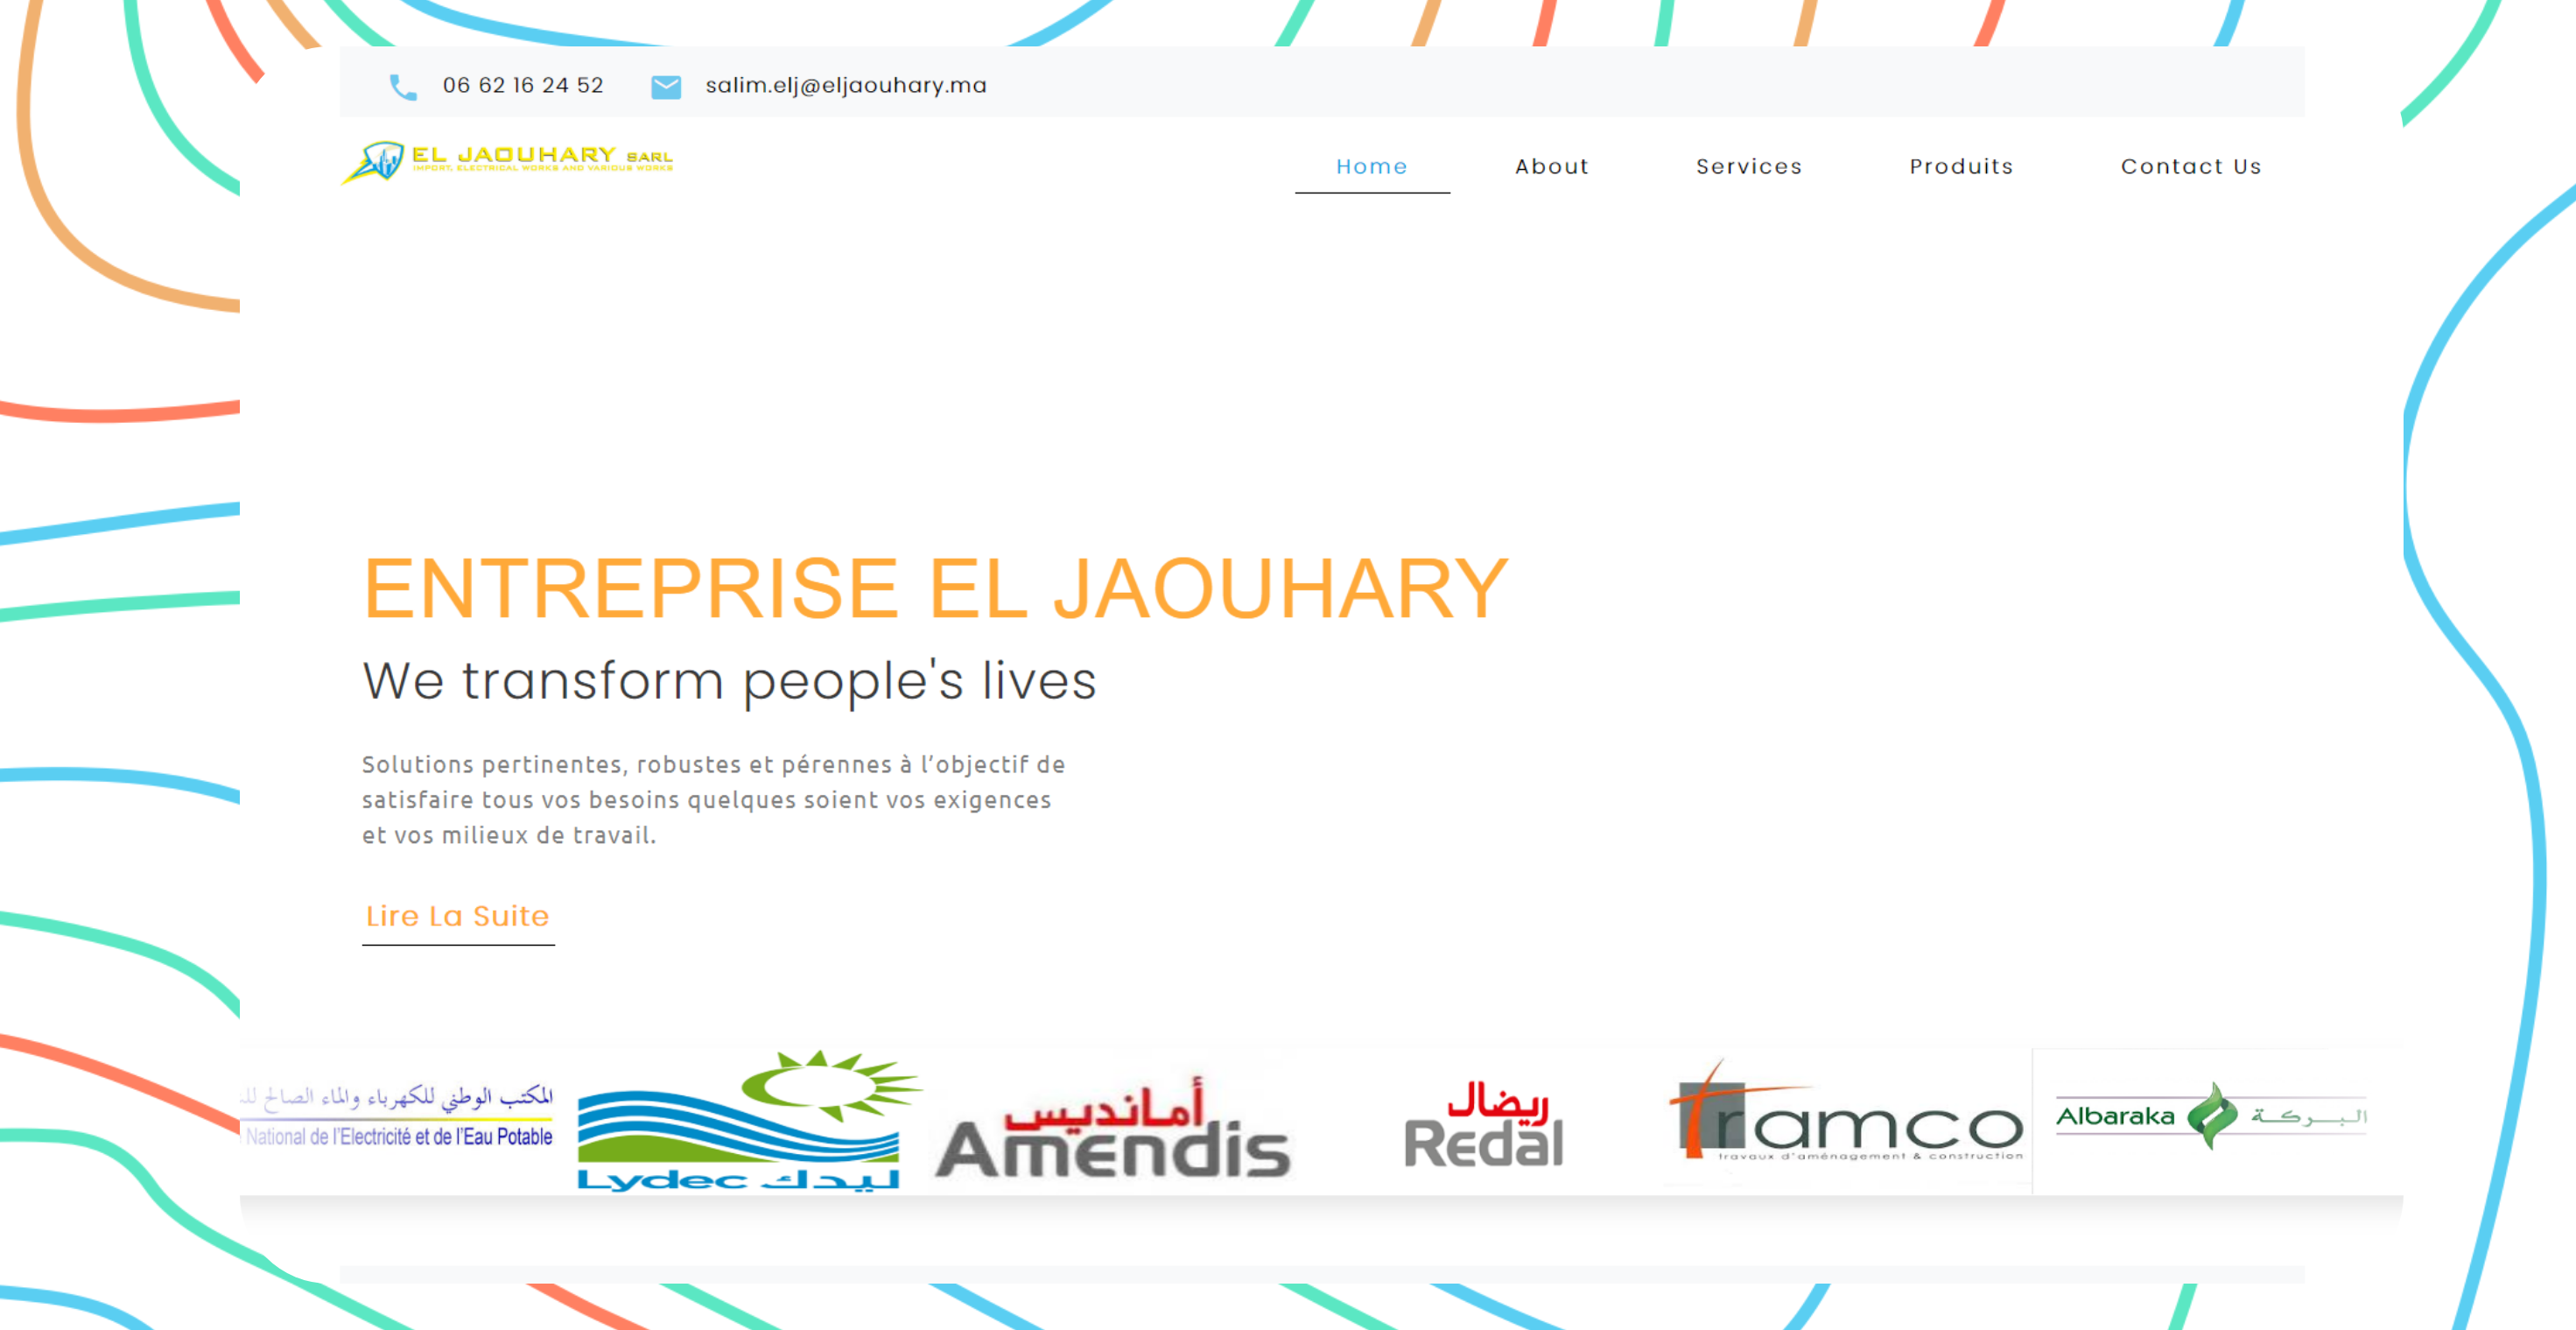 06 62 16 24 52 salim.elj@eljaouhary.ma
EL JAOUHARY SARL
IMPORT, ELECTRICAL WORKS AND VARIOUS WORKS
Home About Services Produits Contact Us
ENTREPRISE EL JAOUHARY
We transform people's lives
Solutions pertinentes, robustes et pérennes à l’objectif de
satisfaire tous vos besoins quelques soient vos exigences
et vos milieux de travail.
Lire La Suite
المكتب الوطني للكهرباء والماء الصالح
National de l'Electricité et de l'Eau Potable
Lydec ليدك
أمانديس
Amendis
ريضال
Redal
Tramco
travaux d'aménagement & construction
Albaraka البركة